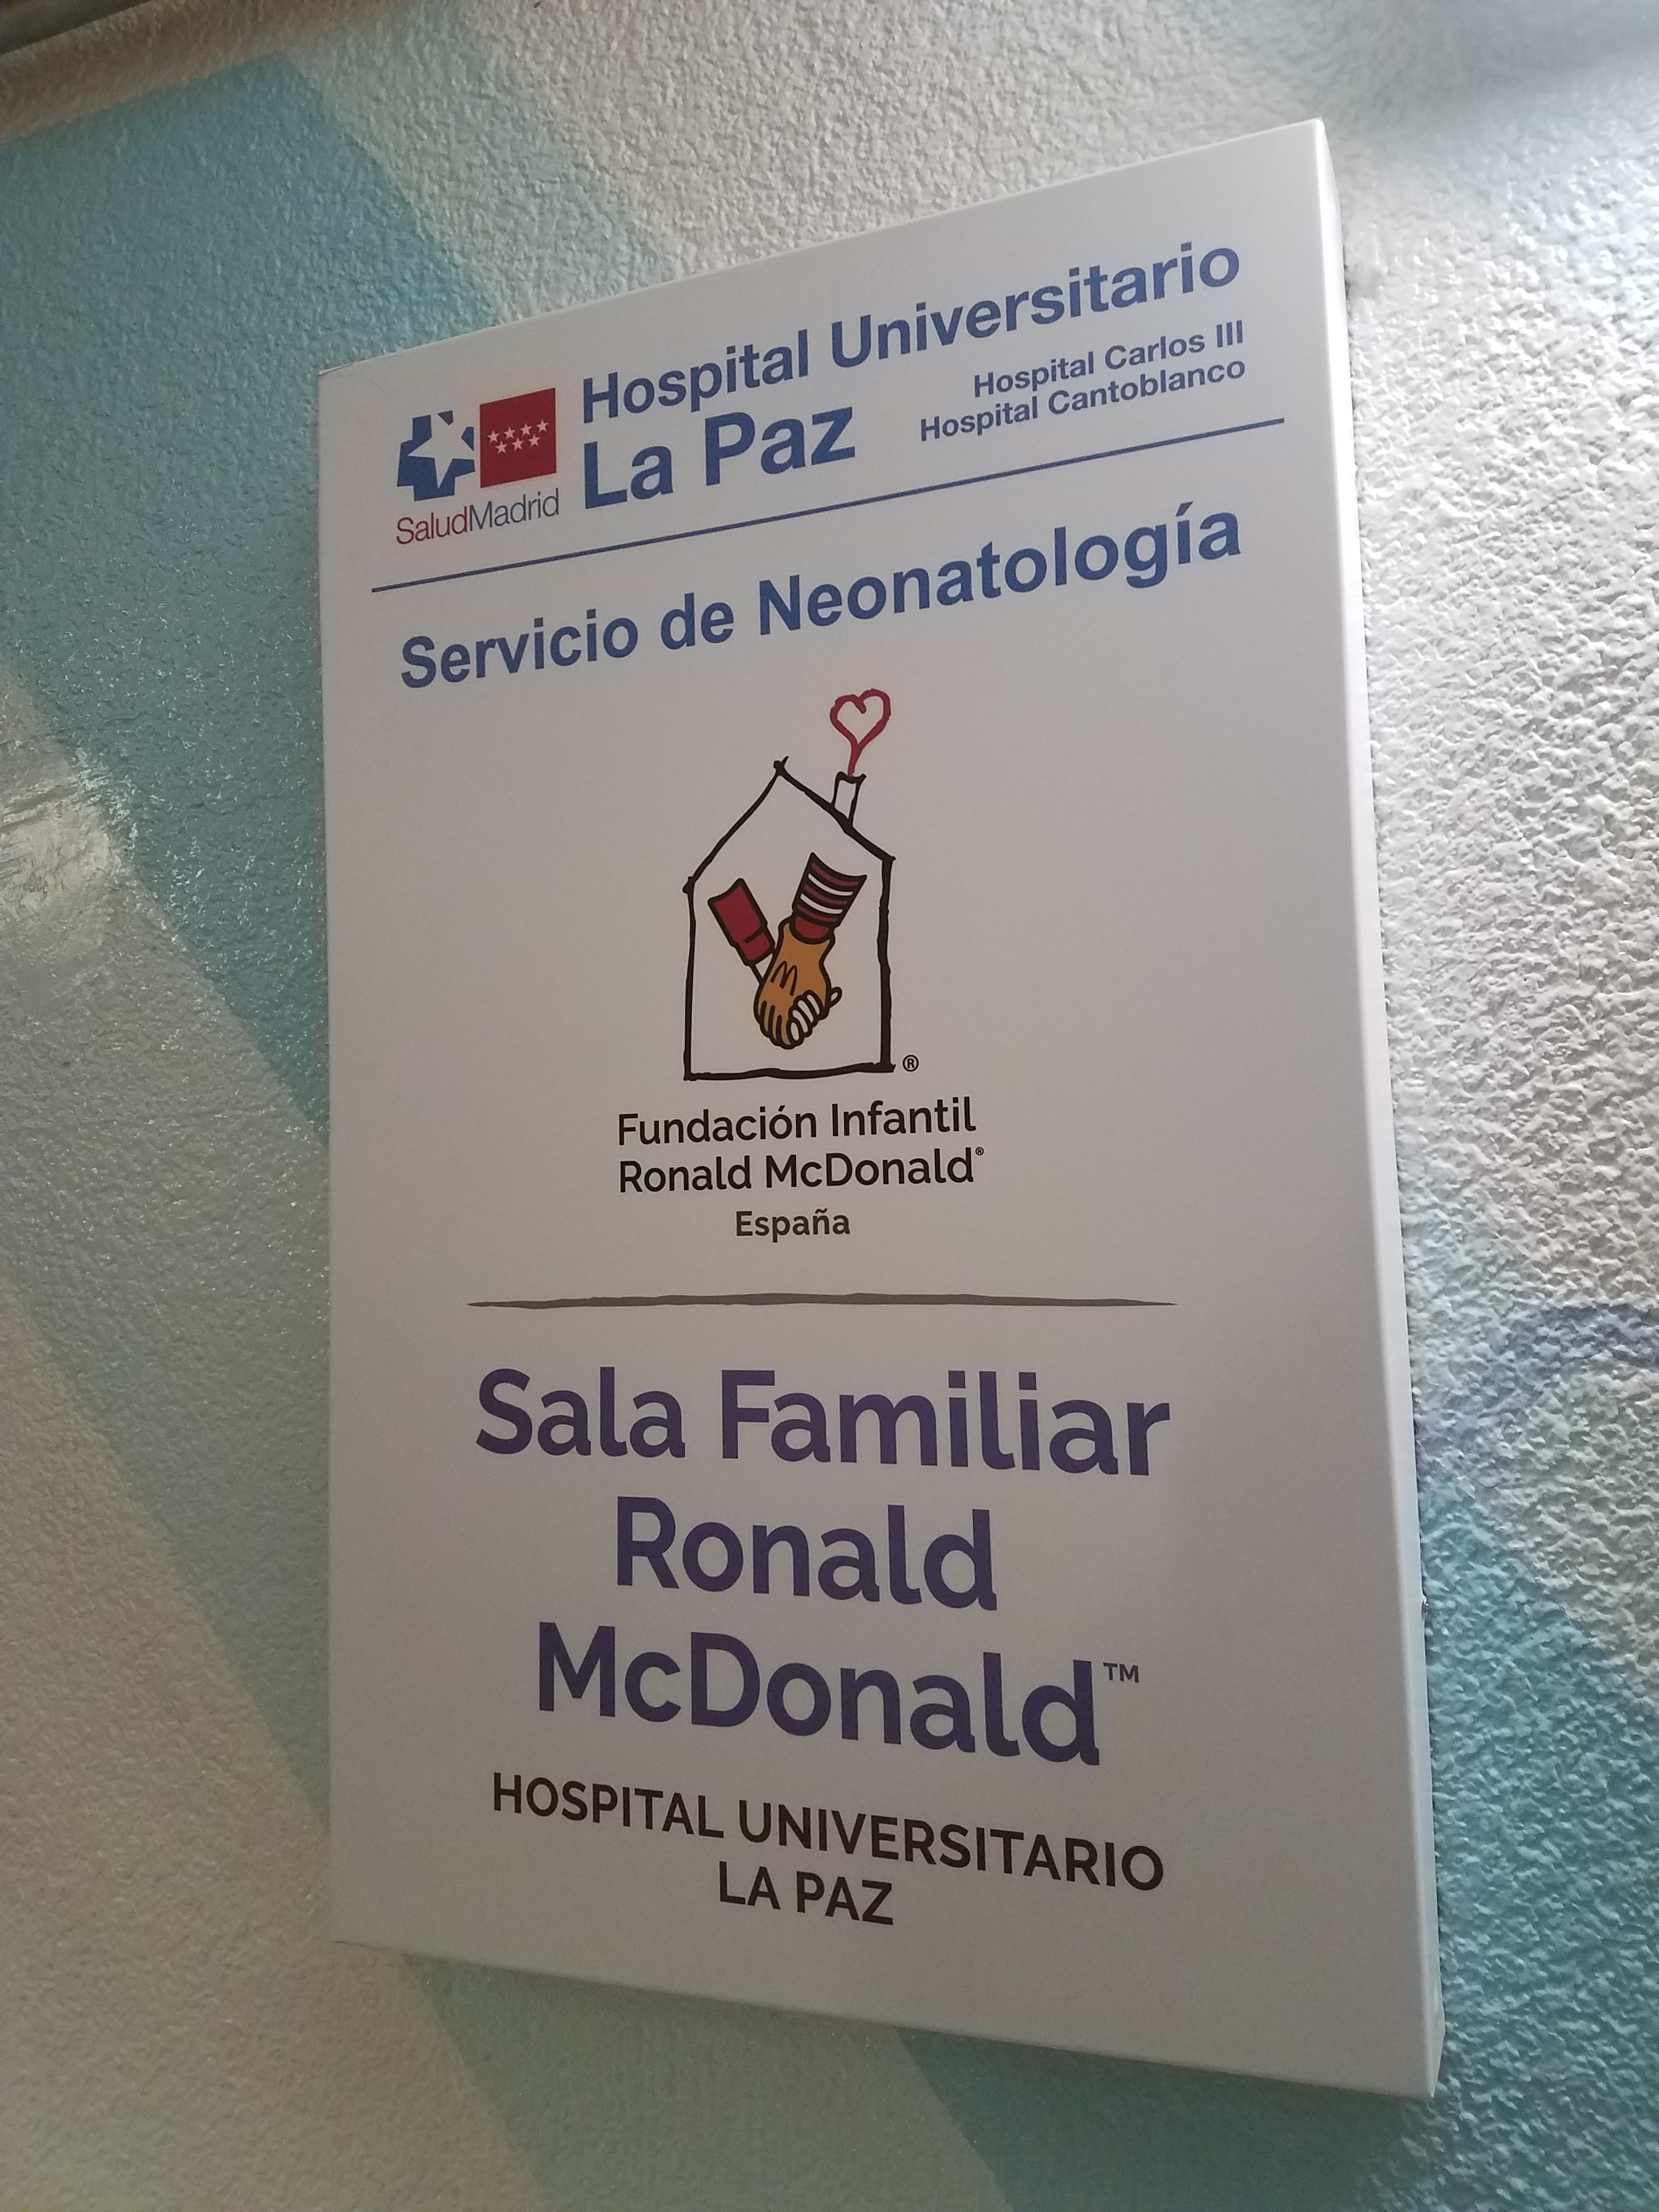 Hospital Universitario
La Paz
Hospital Carlos III
Hospital Cantoblanco
SaludMadrid
Servicio de Neonatología
®
Fundación Infantil
Ronald McDonald®
España
Sala Familiar
Ronald
McDonald™
HOSPITAL UNIVERSITARIO
LA PAZ